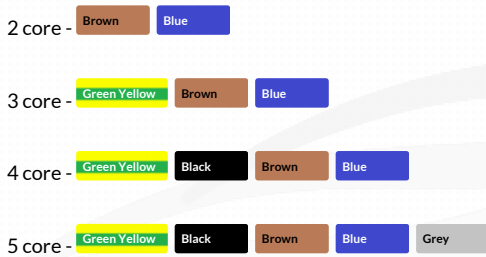 2 core - Brown Blue
3 core - Green Yellow Brown Blue
4 core - Green Yellow Black Brown Blue
5 core - Green Yellow Black Brown Blue Grey